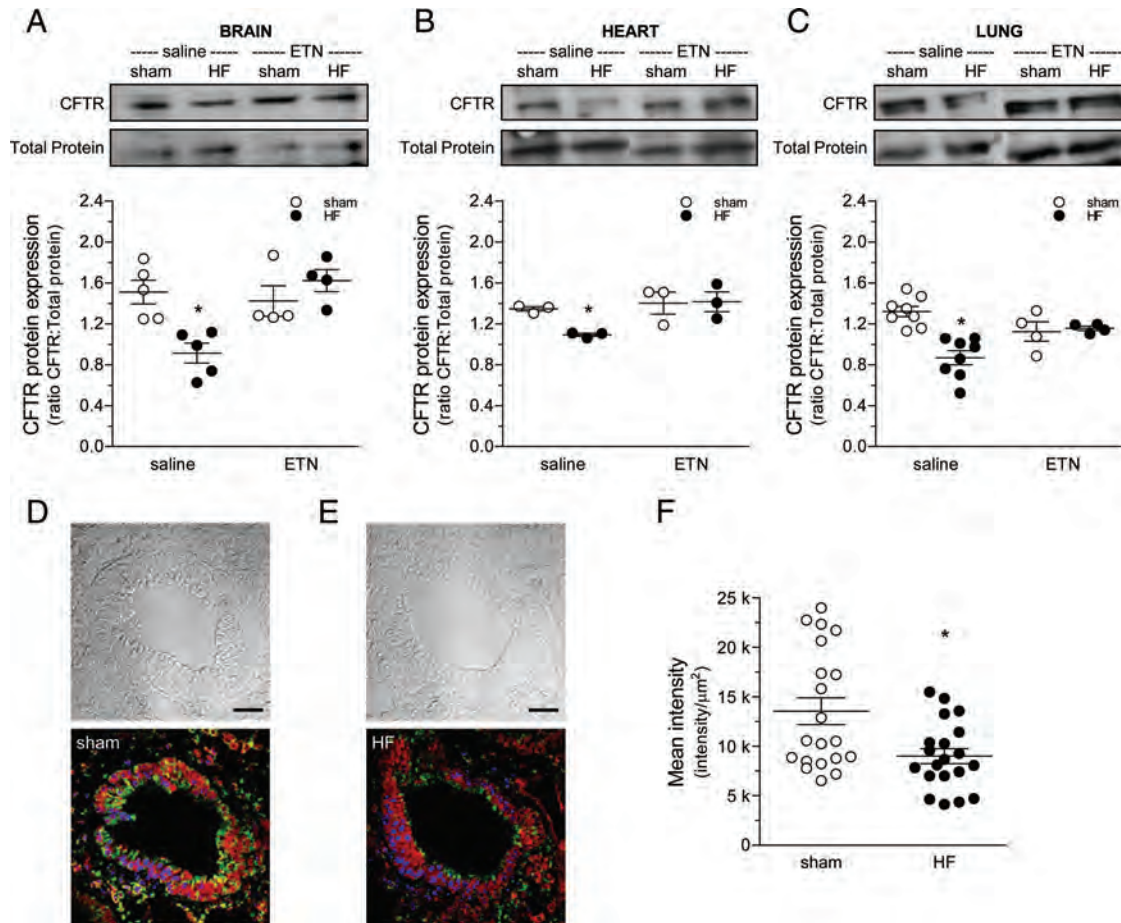 A
BRAIN
----- saline ------ ------ ETN ------
sham HF sham HF
CFTR
Total Protein
CFTR protein expression
(ratio CFTR:Total protein)
2.4
2.0
1.6
1.2
0.8
0.4
0.0
sham
HF
*
saline ETN
B
HEART
----- saline ------ ------ ETN ------
sham HF sham HF
CFTR
Total Protein
CFTR protein expression
(ratio CFTR:Total protein)
2.4
2.0
1.6
1.2
0.8
0.4
0.0
sham
HF
*
saline ETN
C
LUNG
----- saline ------ ------ ETN ------
sham HF sham HF
CFTR
Total Protein
CFTR protein expression
(ratio CFTR:Total protein)
2.4
2.0
1.6
1.2
0.8
0.4
0.0
sham
HF
*
saline ETN
D
sham
E
HF
F
Mean intensity
(intensity/μm²)
25 k
20 k
15 k
10 k
5 k
0
*
sham HF